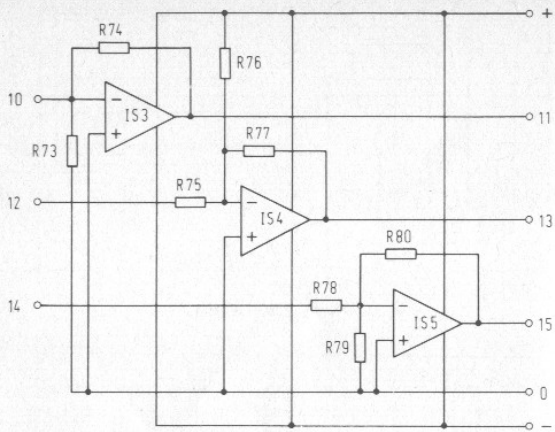 R74
R76
+
10
−
IS3
+
11
R73
R77
R75
12
−
IS4
+
13
R80
R78
14
−
IS5
+
15
R79
0
−